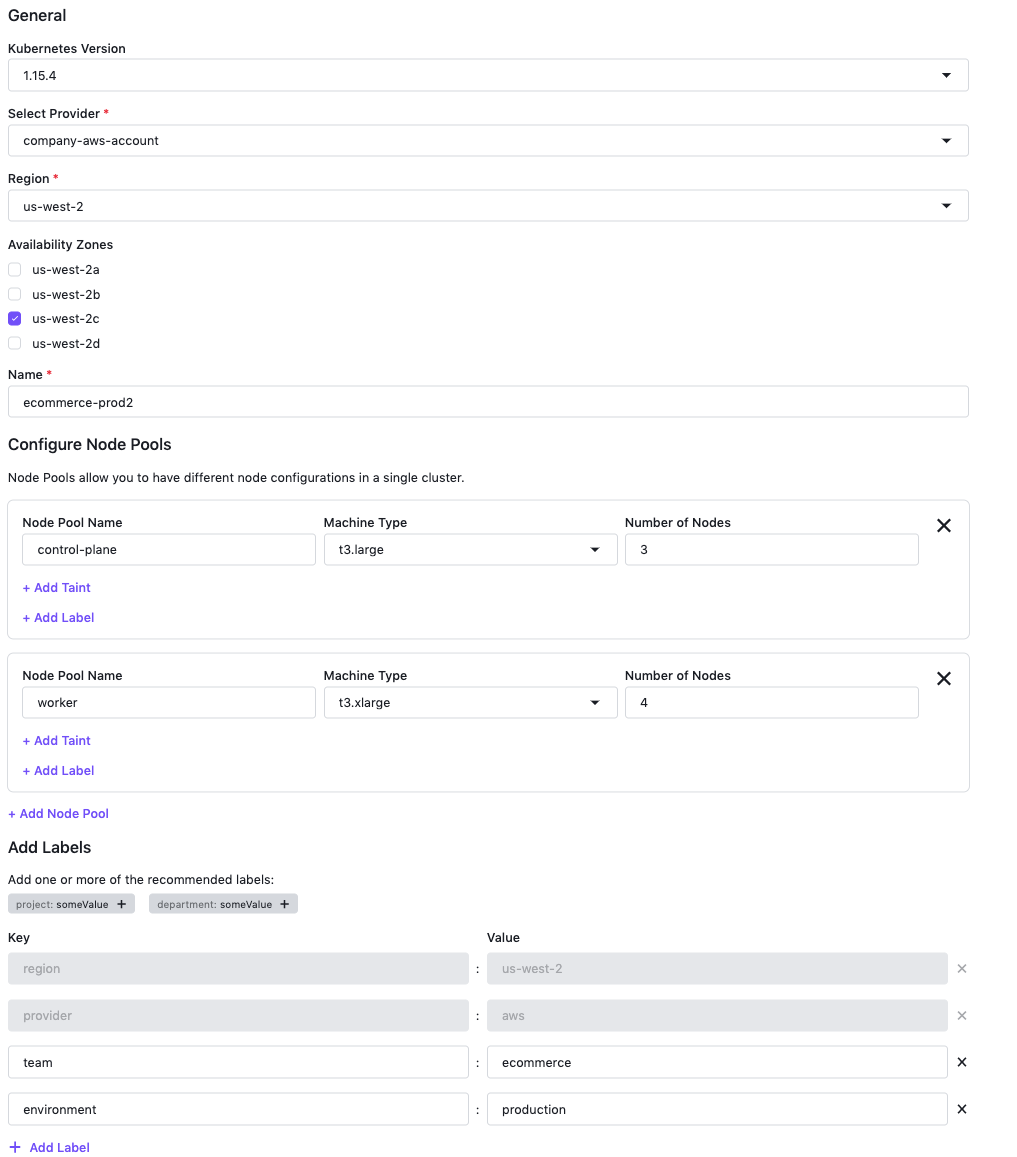 General
Kubernetes Version
1.15.4
Select Provider *
company-aws-account
Region *
us-west-2
Availability Zones
us-west-2a
us-west-2b
us-west-2c
us-west-2d
Name *
ecommerce-prod2
Configure Node Pools
Node Pools allow you to have different node configurations in a single cluster.
Node Pool Name Machine Type Number of Nodes
control-plane t3.large 3
+ Add Taint
+ Add Label
Node Pool Name Machine Type Number of Nodes
worker t3.xlarge 4
+ Add Taint
+ Add Label
+ Add Node Pool
Add Labels
Add one or more of the recommended labels:
project: someValue + department: someValue +
Key Value
region : us-west-2
provider : aws
team : ecommerce
environment : production
+ Add Label